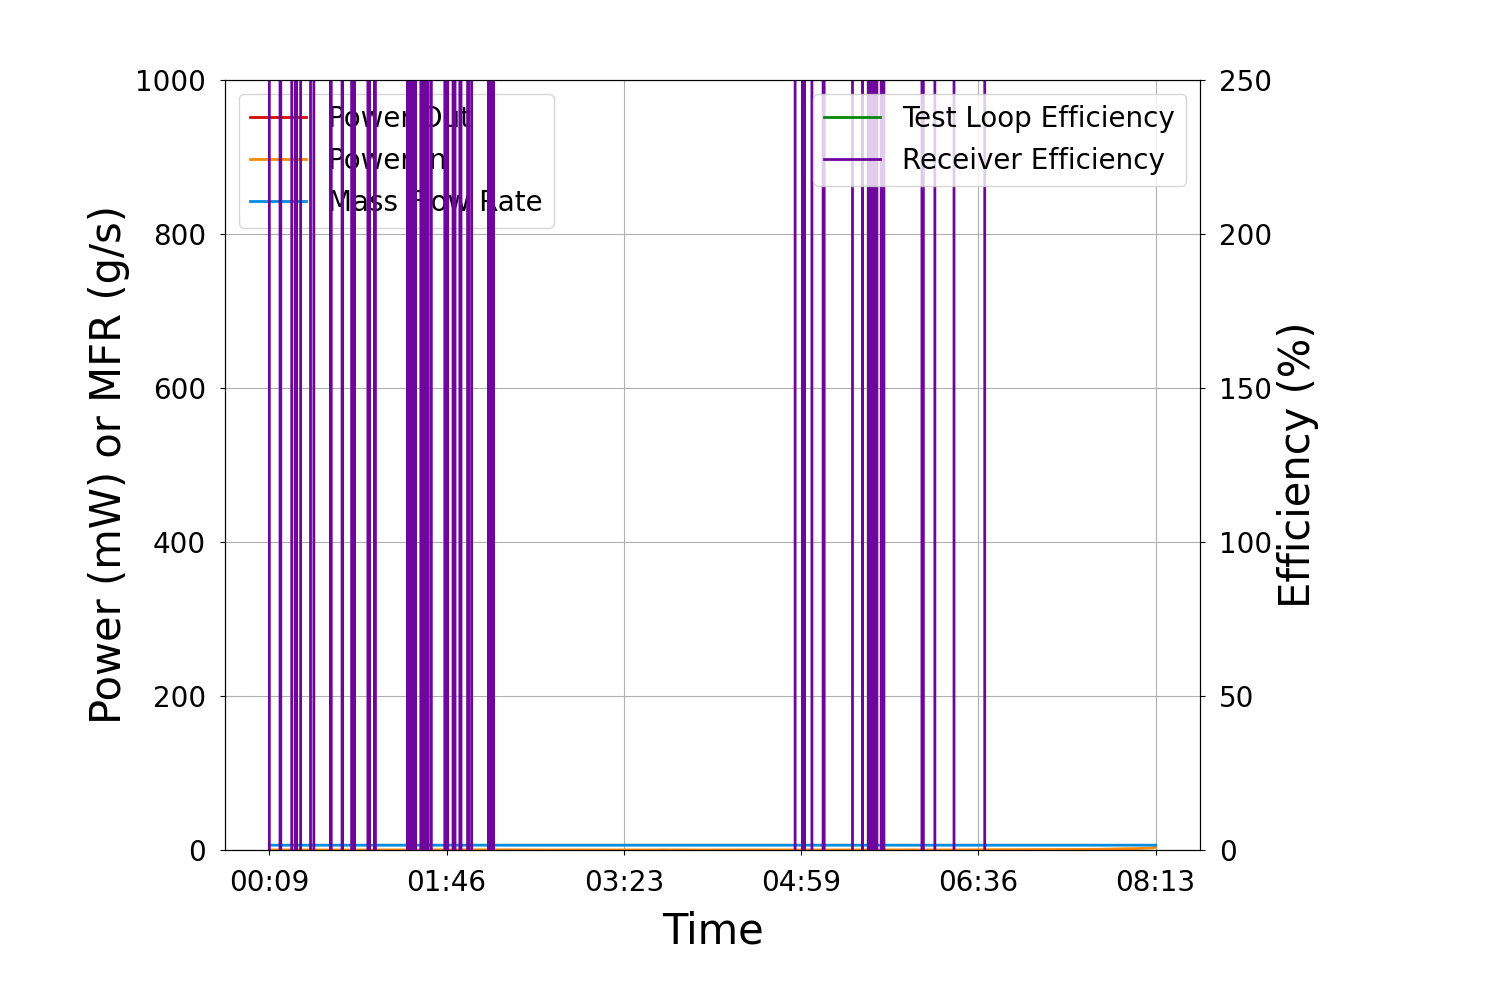 1000
800
600
400
200
0
Power (mW) or MFR (g/s)
Power Out
Power In
Mass Flow Rate
Test Loop Efficiency
Receiver Efficiency
250
200
150
100
50
0
Efficiency (%)
00:09 01:46 03:23 04:59 06:36 08:13
Time